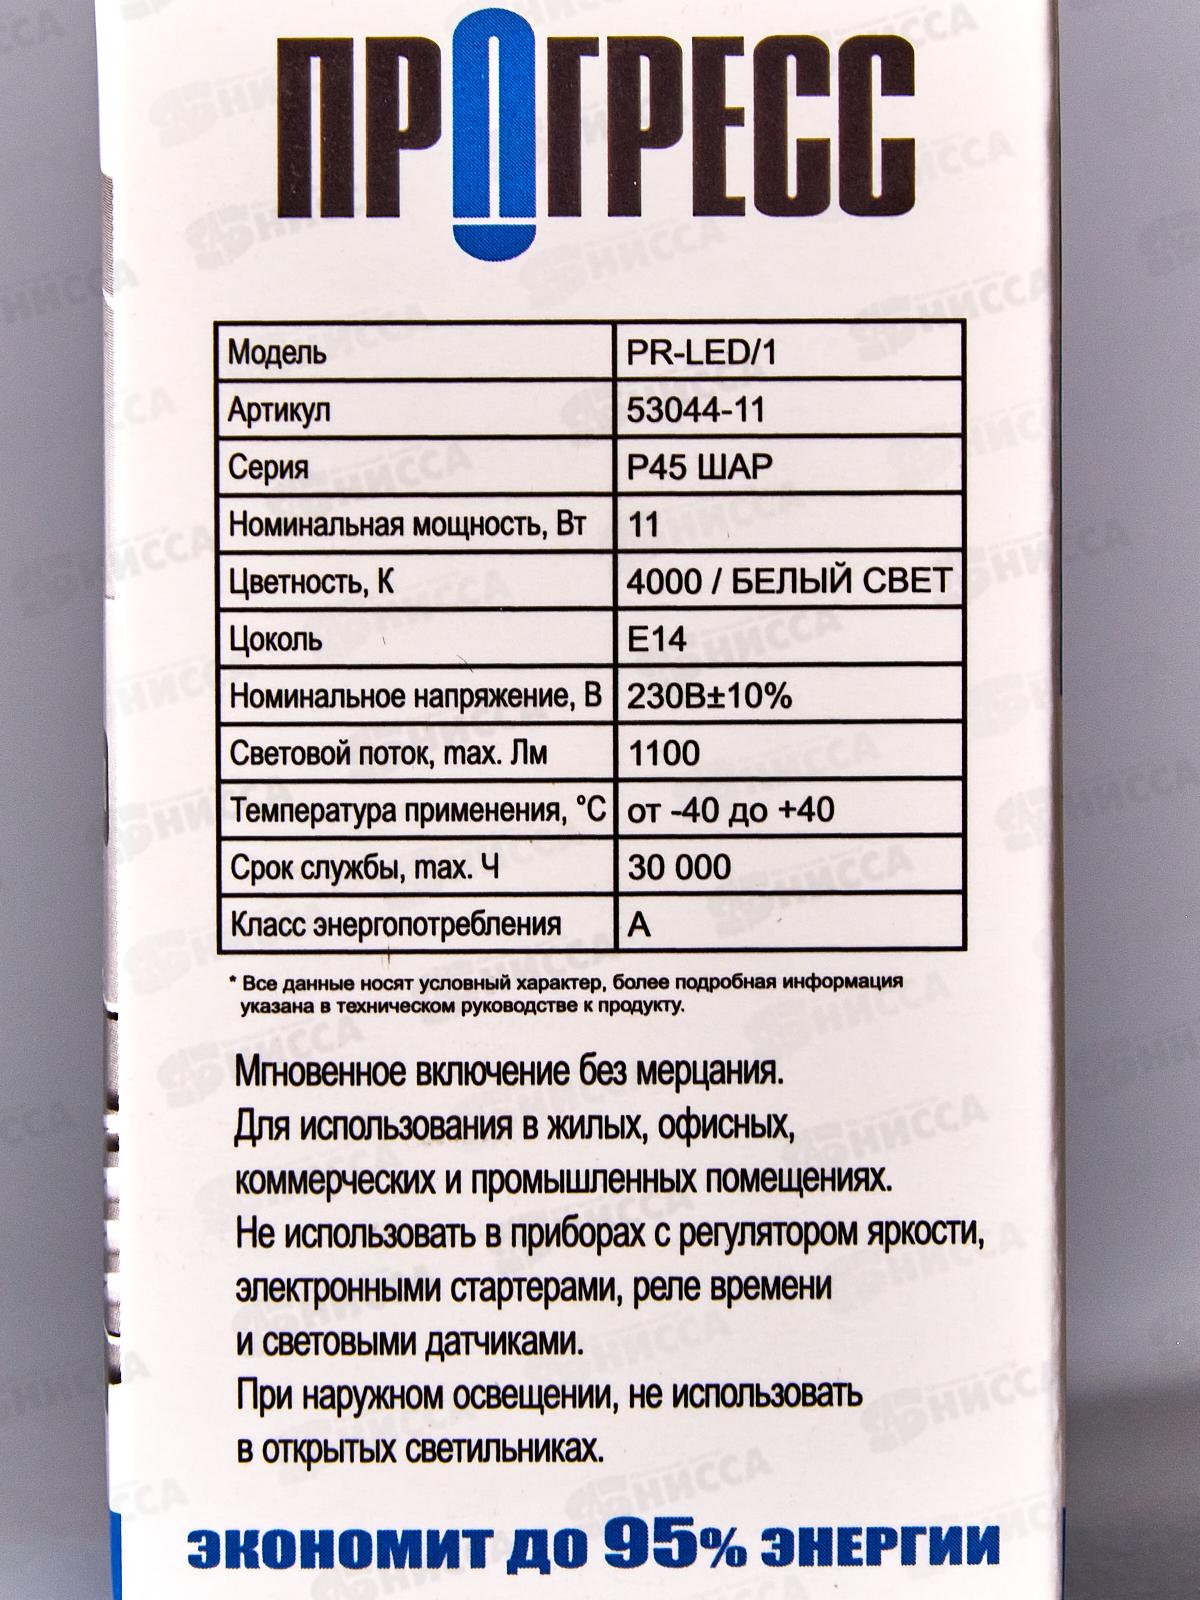 ПРОГРЕСС
Модель PR-LED/1
Артикул 53044-11
Серия P45 ШАР
Номинальная мощность, Вт 11
Цветность, К 4000 / БЕЛЫЙ СВЕТ
Цоколь E14
Номинальное напряжение, В 230В±10%
Световой поток, max. Лм 1100
Температура применения, °С от -40 до +40
Срок службы, max. Ч 30 000
Класс энергопотребления А
* Все данные носят условный характер, более подробная информация
указана в техническом руководстве к продукту.
Мгновенное включение без мерцания.
Для использования в жилых, офисных,
коммерческих и промышленных помещениях.
Не использовать в приборах с регулятором яркости,
электронными стартерами, реле времени
и световыми датчиками.
При наружном освещении, не использовать
в открытых светильниках.
ЭКОНОМИТ ДО 95% ЭНЕРГИИ